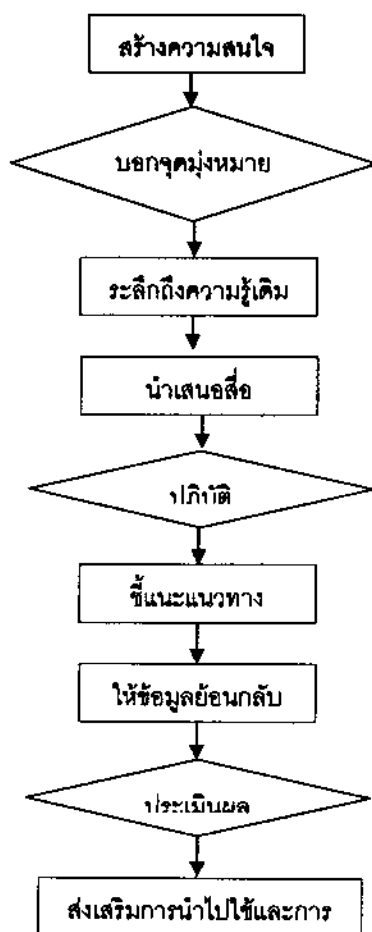 สร้างความสนใจ
บอกจุดมุ่งหมาย
ระลึกถึงความรู้เดิม
นำเสนอสื่อ
ปฏิบัติ
ชี้แนะแนวทาง
ให้ข้อมูลย้อนกลับ
ประเมินผล
ส่งเสริมการนำไปใช้และการ